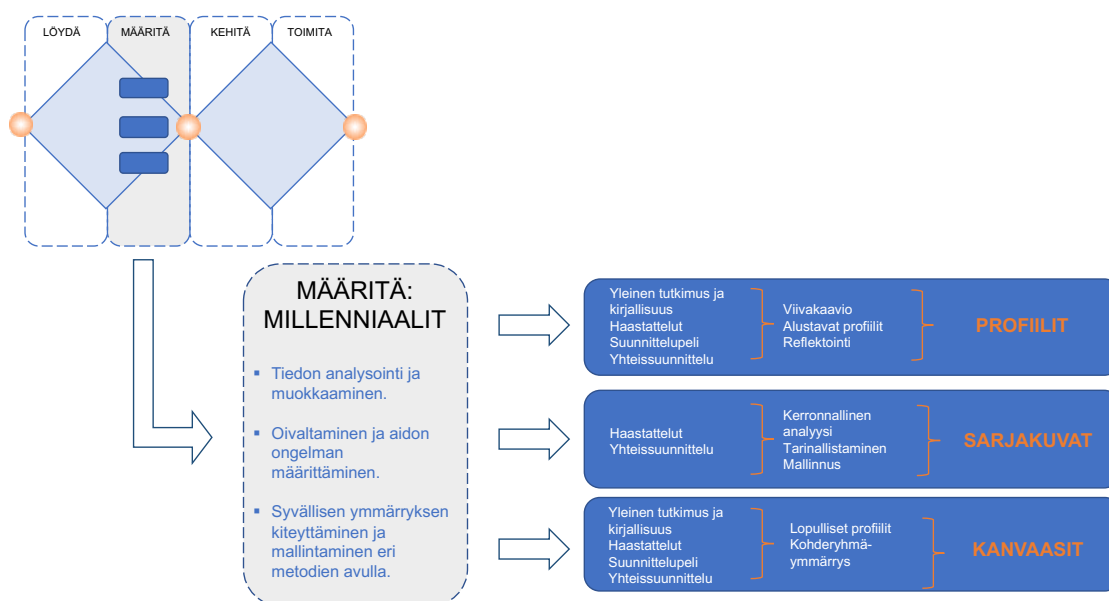 LÖYDÄ
MÄÄRITÄ
KEHITÄ
TOIMITA
MÄÄRITÄ:
MILLENNIAALIT
▪ Tiedon analysointi ja
muokkaaminen.
▪ Oivaltaminen ja aidon
ongelman
määrittäminen.
▪ Syvällisen ymmärryksen
kiteyttäminen ja
mallintaminen eri
metodien avulla.
Yleinen tutkimus ja
kirjallisuus
Haastattelut
Suunnittelupeli
Yhteissuunnittelu
Viivakaavio
Alustavat profiilit
Reflektointi
PROFIILIT
Haastattelut
Yhteissuunnittelu
Kerronnallinen
analyysi
Tarinallistaminen
Mallinnus
SARJAKUVAT
Yleinen tutkimus ja
kirjallisuus
Haastattelut
Suunnittelupeli
Yhteissuunnittelu
Lopulliset profiilit
Kohderyhmä-
ymmärrys
KANVAASIT